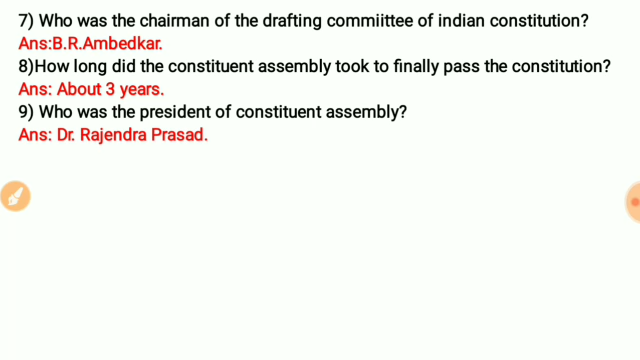 7) Who was the chairman of the drafting commiittee of indian constitution?
Ans:B.R.Ambedkar.
8)How long did the constituent assembly took to finally pass the constitution?
Ans: About 3 years.
9) Who was the president of constituent assembly?
Ans: Dr. Rajendra Prasad.